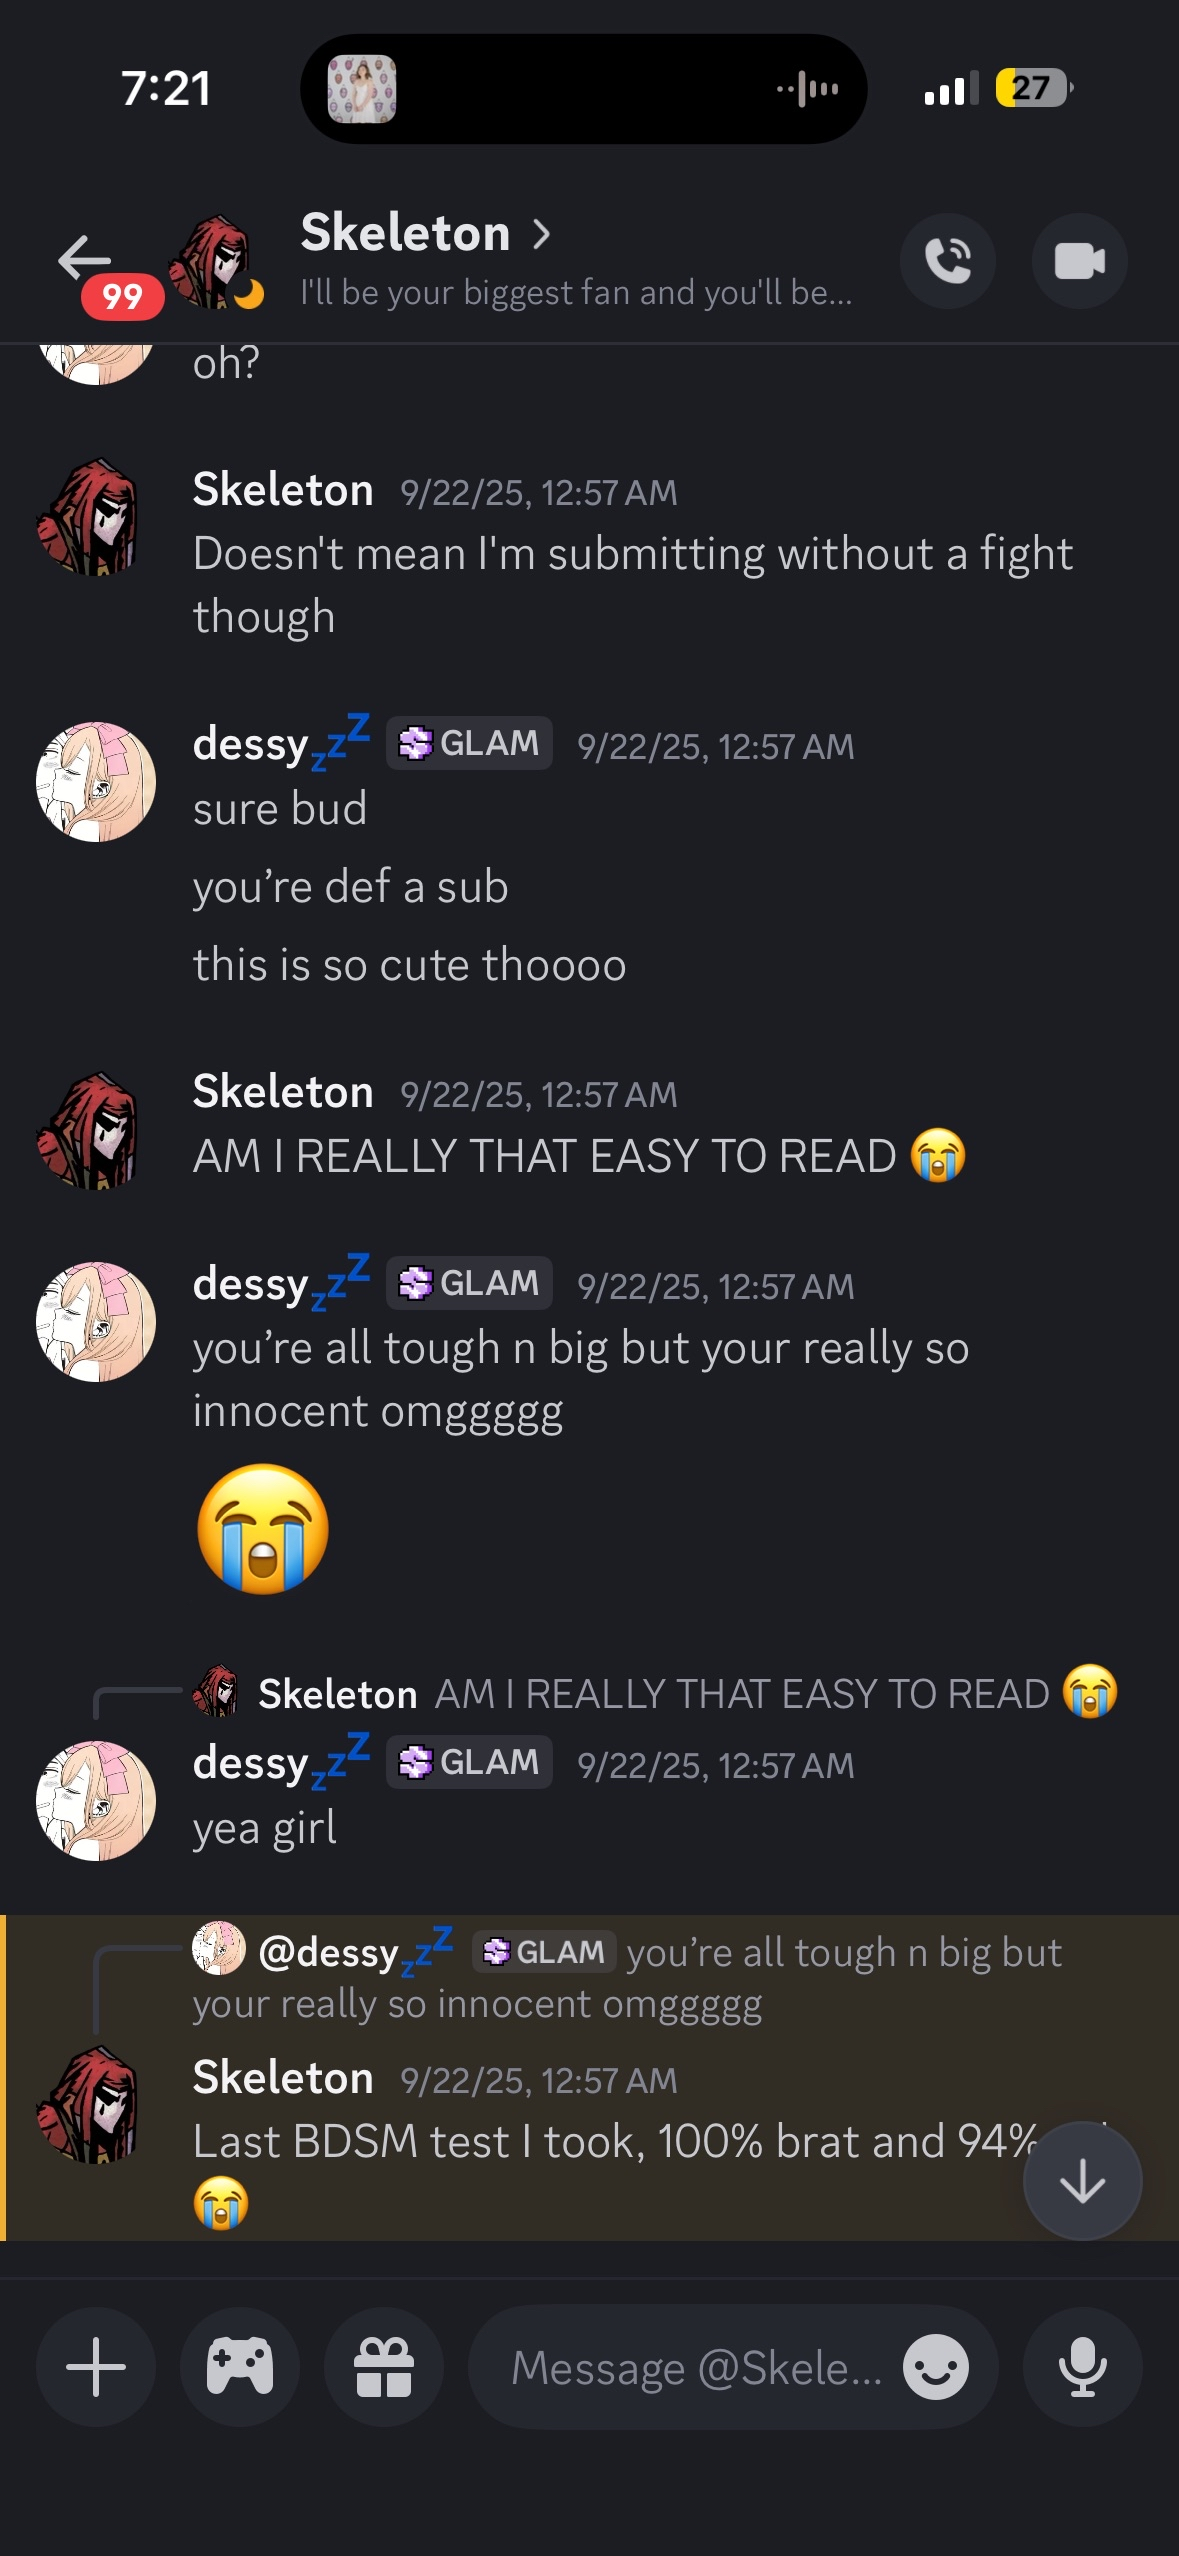 7:21
27
99
Skeleton
I'll be your biggest fan and you'll be...
oh?
Skeleton 9/22/25, 12:57 AM
Doesn't mean I'm submitting without a fight
though
dessy💤 GLAM 9/22/25, 12:57 AM
sure bud
you’re def a sub
this is so cute thoooo
Skeleton 9/22/25, 12:57 AM
AM I REALLY THAT EASY TO READ 😭
dessy💤 GLAM 9/22/25, 12:57 AM
you’re all tough n big but your really so
innocent omggggg
😭
Skeleton AM I REALLY THAT EASY TO READ 😭
dessy💤 GLAM 9/22/25, 12:57 AM
yea girl
@dessy💤 GLAM you’re all tough n big but
your really so innocent omggggg
Skeleton 9/22/25, 12:57 AM
Last BDSM test I took, 100% brat and 94%
😭
Message @Skele...